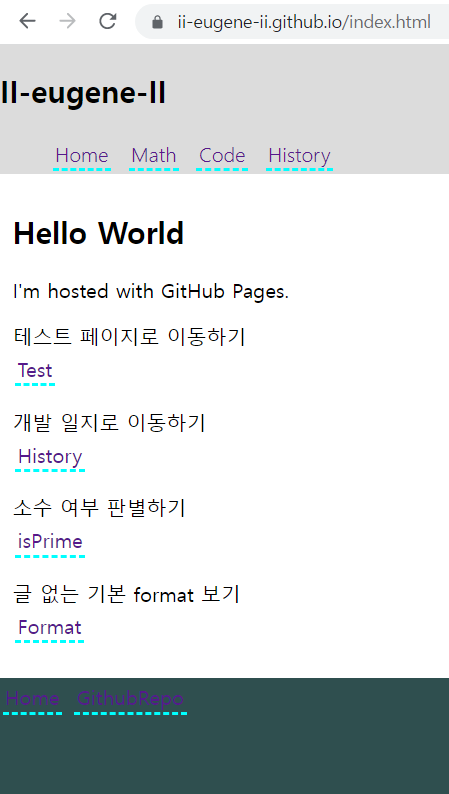 ii-eugene-ii.github.io/index.html
II-eugene-II
Home Math Code History
Hello World
I'm hosted with GitHub Pages.
테스트 페이지로 이동하기
Test
개발 일지로 이동하기
History
소수 여부 판별하기
isPrime
글 없는 기본 format 보기
Format
Home GithubRepo